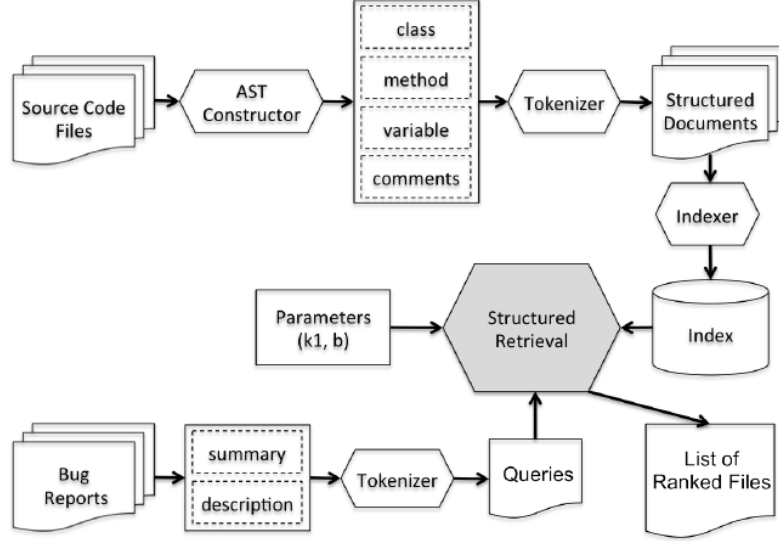 Source Code
Files
AST
Constructor
class
method
variable
comments
Tokenizer
Structured
Documents
Indexer
Index
Parameters
(k1, b)
Structured
Retrieval
Bug
Reports
summary
description
Tokenizer
Queries
List of
Ranked Files